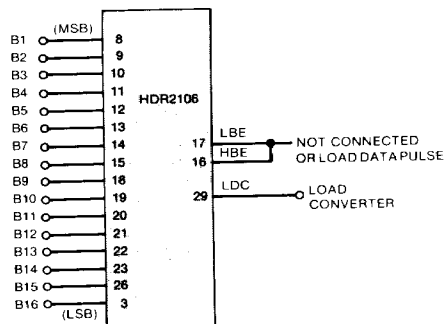 (MSB)
B1 8
B2 9
B3 10
B4 11
B5 12
B6 13
B7 14
B8 15
B9 18
B10 19
B11 20
B12 21
B13 22
B14 23
B15 26
B16 3
(LSB)
HDR2106
17 LBE
16 HBE
NOT CONNECTED
OR LOAD DATA PULSE
29 LDC
LOAD
CONVERTER